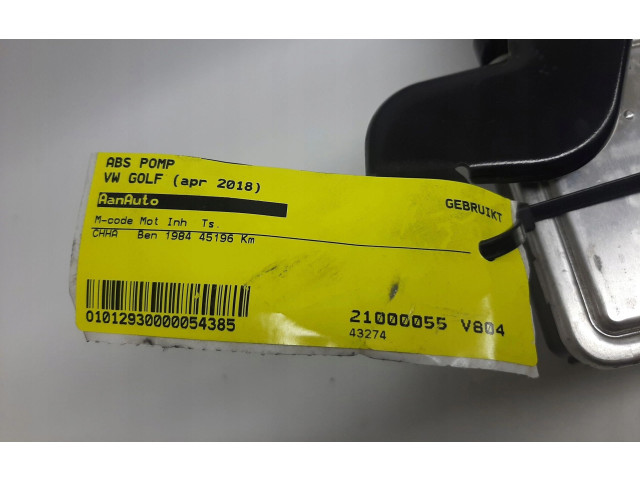 ABS POMP
VW GOLF (apr 2018)
AanAuto
GEBRUIKT
M-code Mot Inh Ts.
CHHA Ben 1984 45196 Km
01012930000054385
21000055 V804
43274